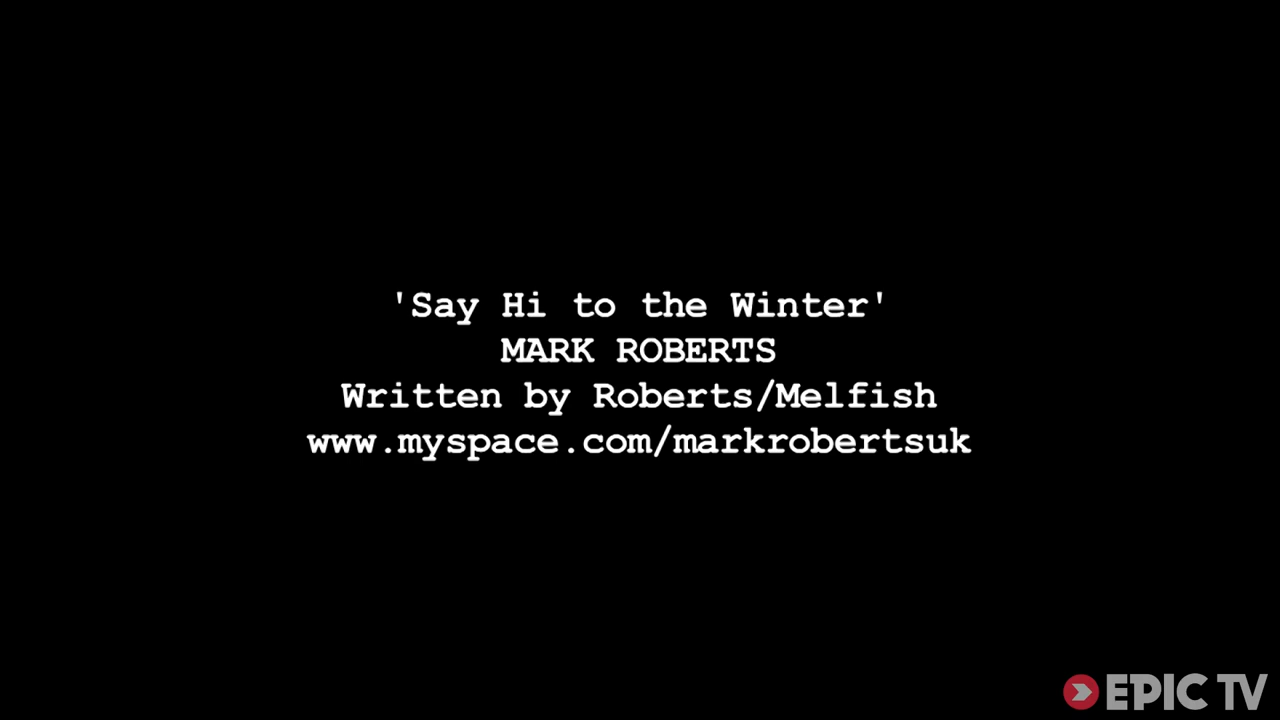 'Say Hi to the Winter'
MARK ROBERTS
Written by Roberts/Melfish
www.myspace.com/markrobertsuk
EPIC TV